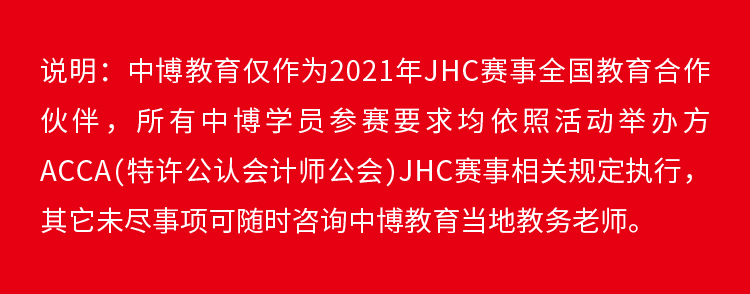 说明：中博教育仅作为2021年JHC赛事全国教育合作
伙伴，所有中博学员参赛要求均依照活动举办方
ACCA(特许公认会计师公会)JHC赛事相关规定执行，
其它未尽事项可随时咨询中博教育当地教务老师。